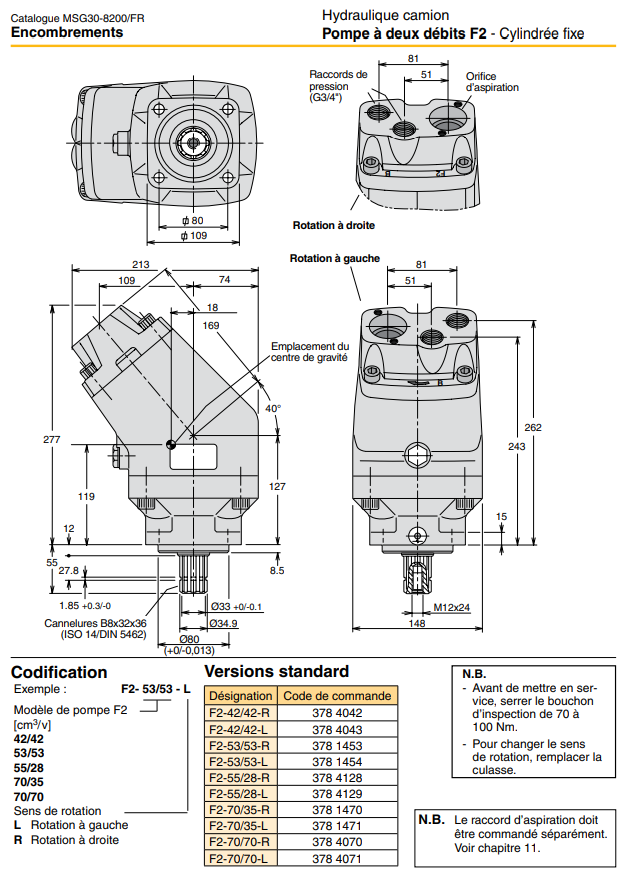 Catalogue MSG30-8200/FR
Encombrements
Hydraulique camion
Pompe à deux débits F2 - Cylindrée fixe
Raccords de
pression
(G3/4")
81
51
Orifice
d'aspiration
B
F2
80
109
Rotation à droite
Rotation à gauche
213
109
74
18
169
Emplacement du
centre de gravité
40°
277
119
127
12
55
27.8
8.5
1.85 +0.3/-0
Ø33 +0/-0.1
Cannelures B8x32x36
(ISO 14/DIN 5462)
Ø34.9
Ø80
(+0/-0,013)
81
51
B
262
243
15
M12x24
148
Codification
Exemple :
F2- 53/53 - L
Modèle de pompe F2
[cm³/v]
42/42
53/53
55/28
70/35
70/70
Sens de rotation
L Rotation à gauche
R Rotation à droite
Versions standard
Désignation Code de commande
F2-42/42-R 378 4042
F2-42/42-L 378 4043
F2-53/53-R 378 1453
F2-53/53-L 378 1454
F2-55/28-R 378 4128
F2-55/28-L 378 4129
F2-70/35-R 378 1470
F2-70/35-L 378 1471
F2-70/70-R 378 4070
F2-70/70-L 378 4071
N.B.
- Avant de mettre en ser-
vice, serrer le bouchon
d'inspection de 70 à
100 Nm.
- Pour changer le sens
de rotation, remplacer la
culasse.
N.B. Le raccord d'aspiration doit
être commandé séparément.
Voir chapitre 11.